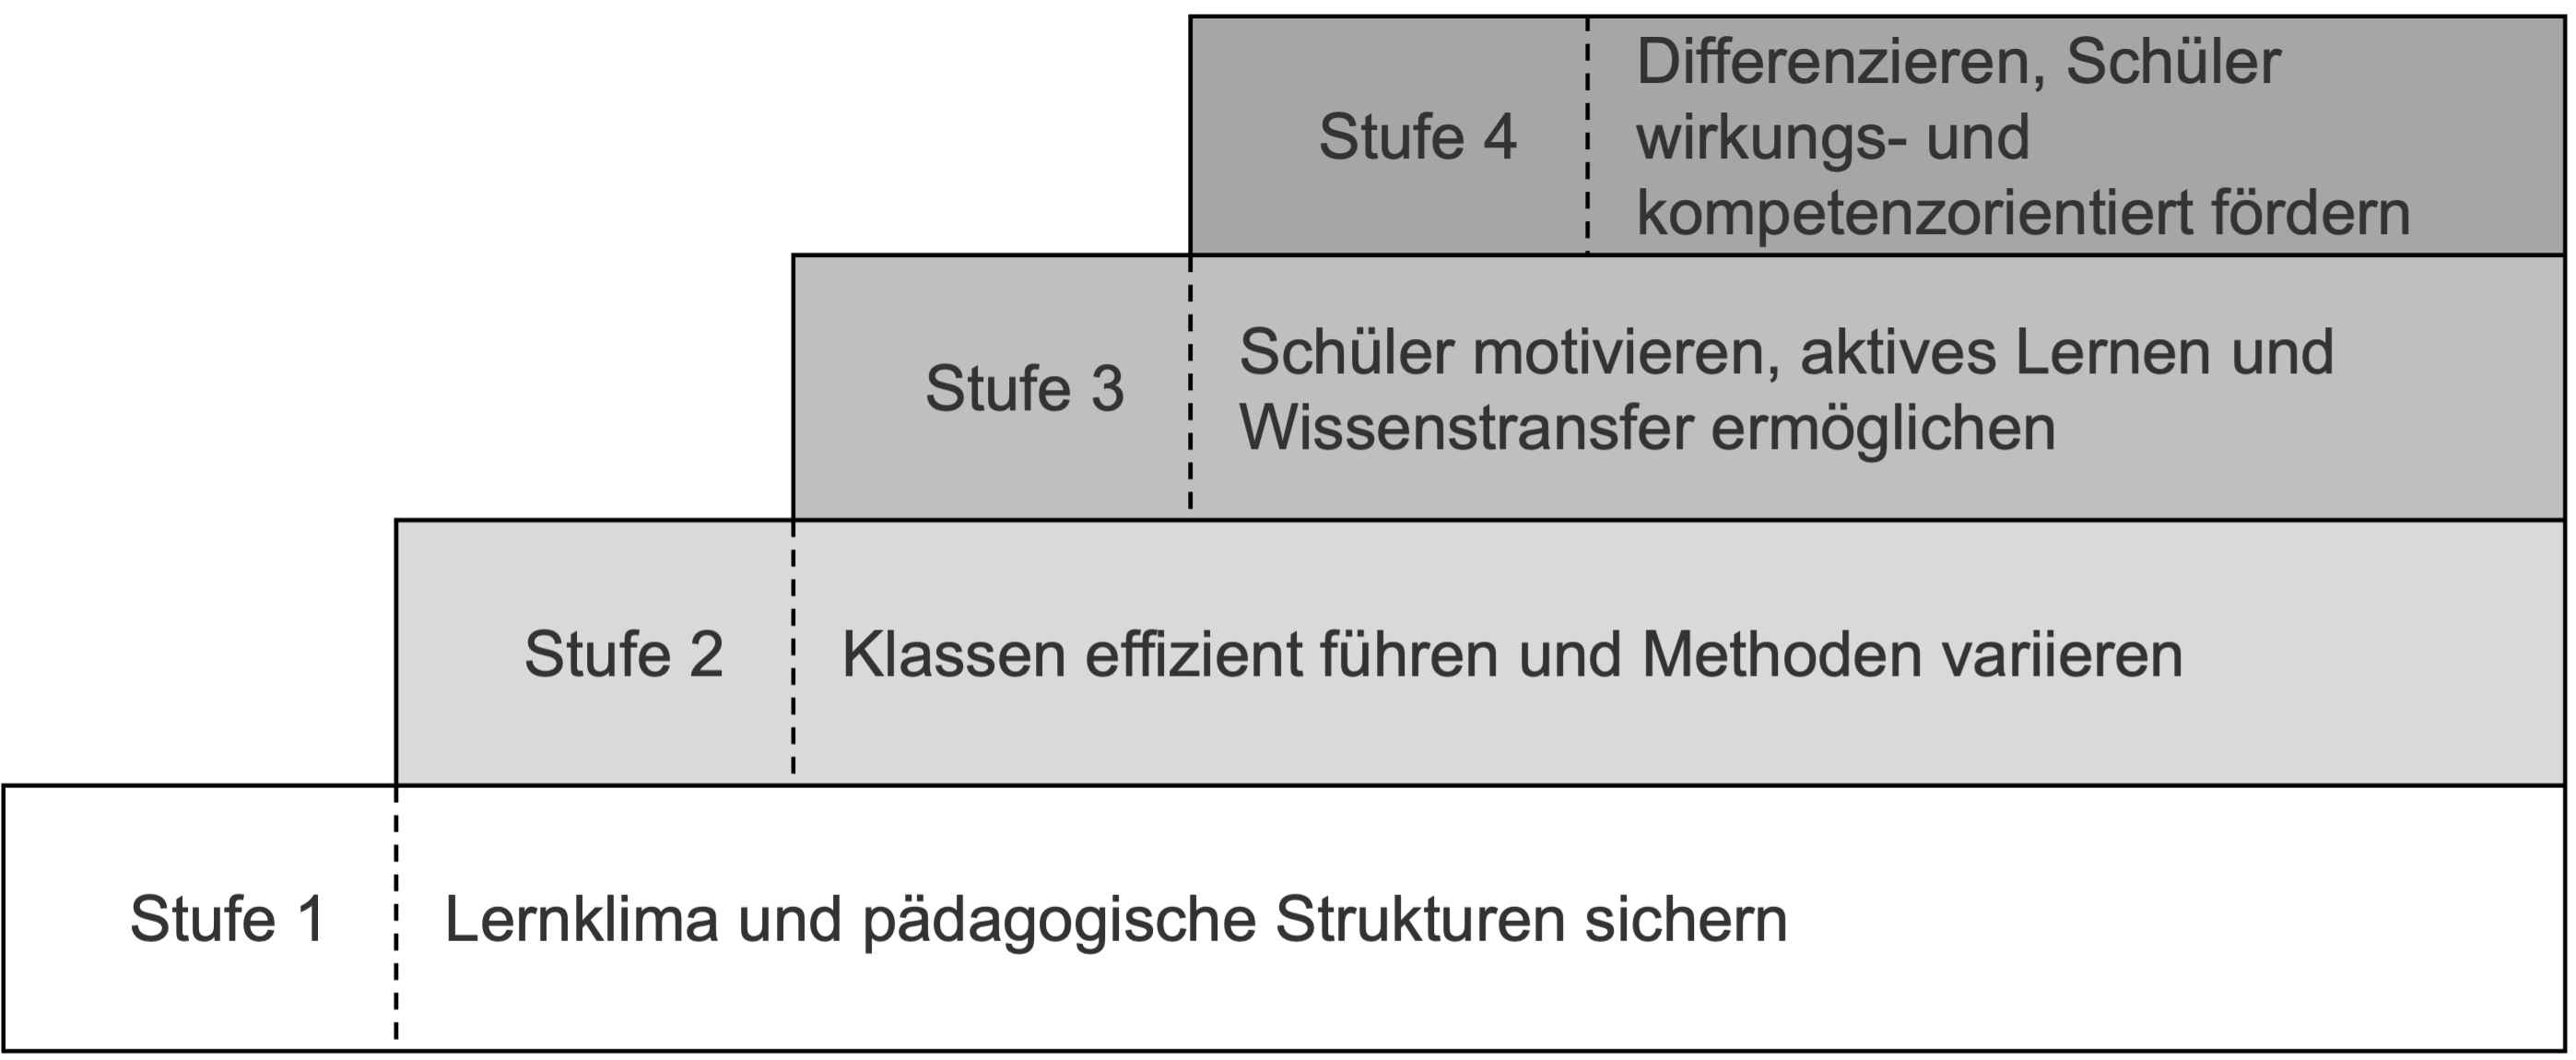 Stufe 4
Differenzieren, Schüler
wirkungs- und
kompetenzorientiert fördern
Stufe 3
Schüler motivieren, aktives Lernen und
Wissenstransfer ermöglichen
Stufe 2
Klassen effizient führen und Methoden variieren
Stufe 1
Lernklima und pädagogische Strukturen sichern